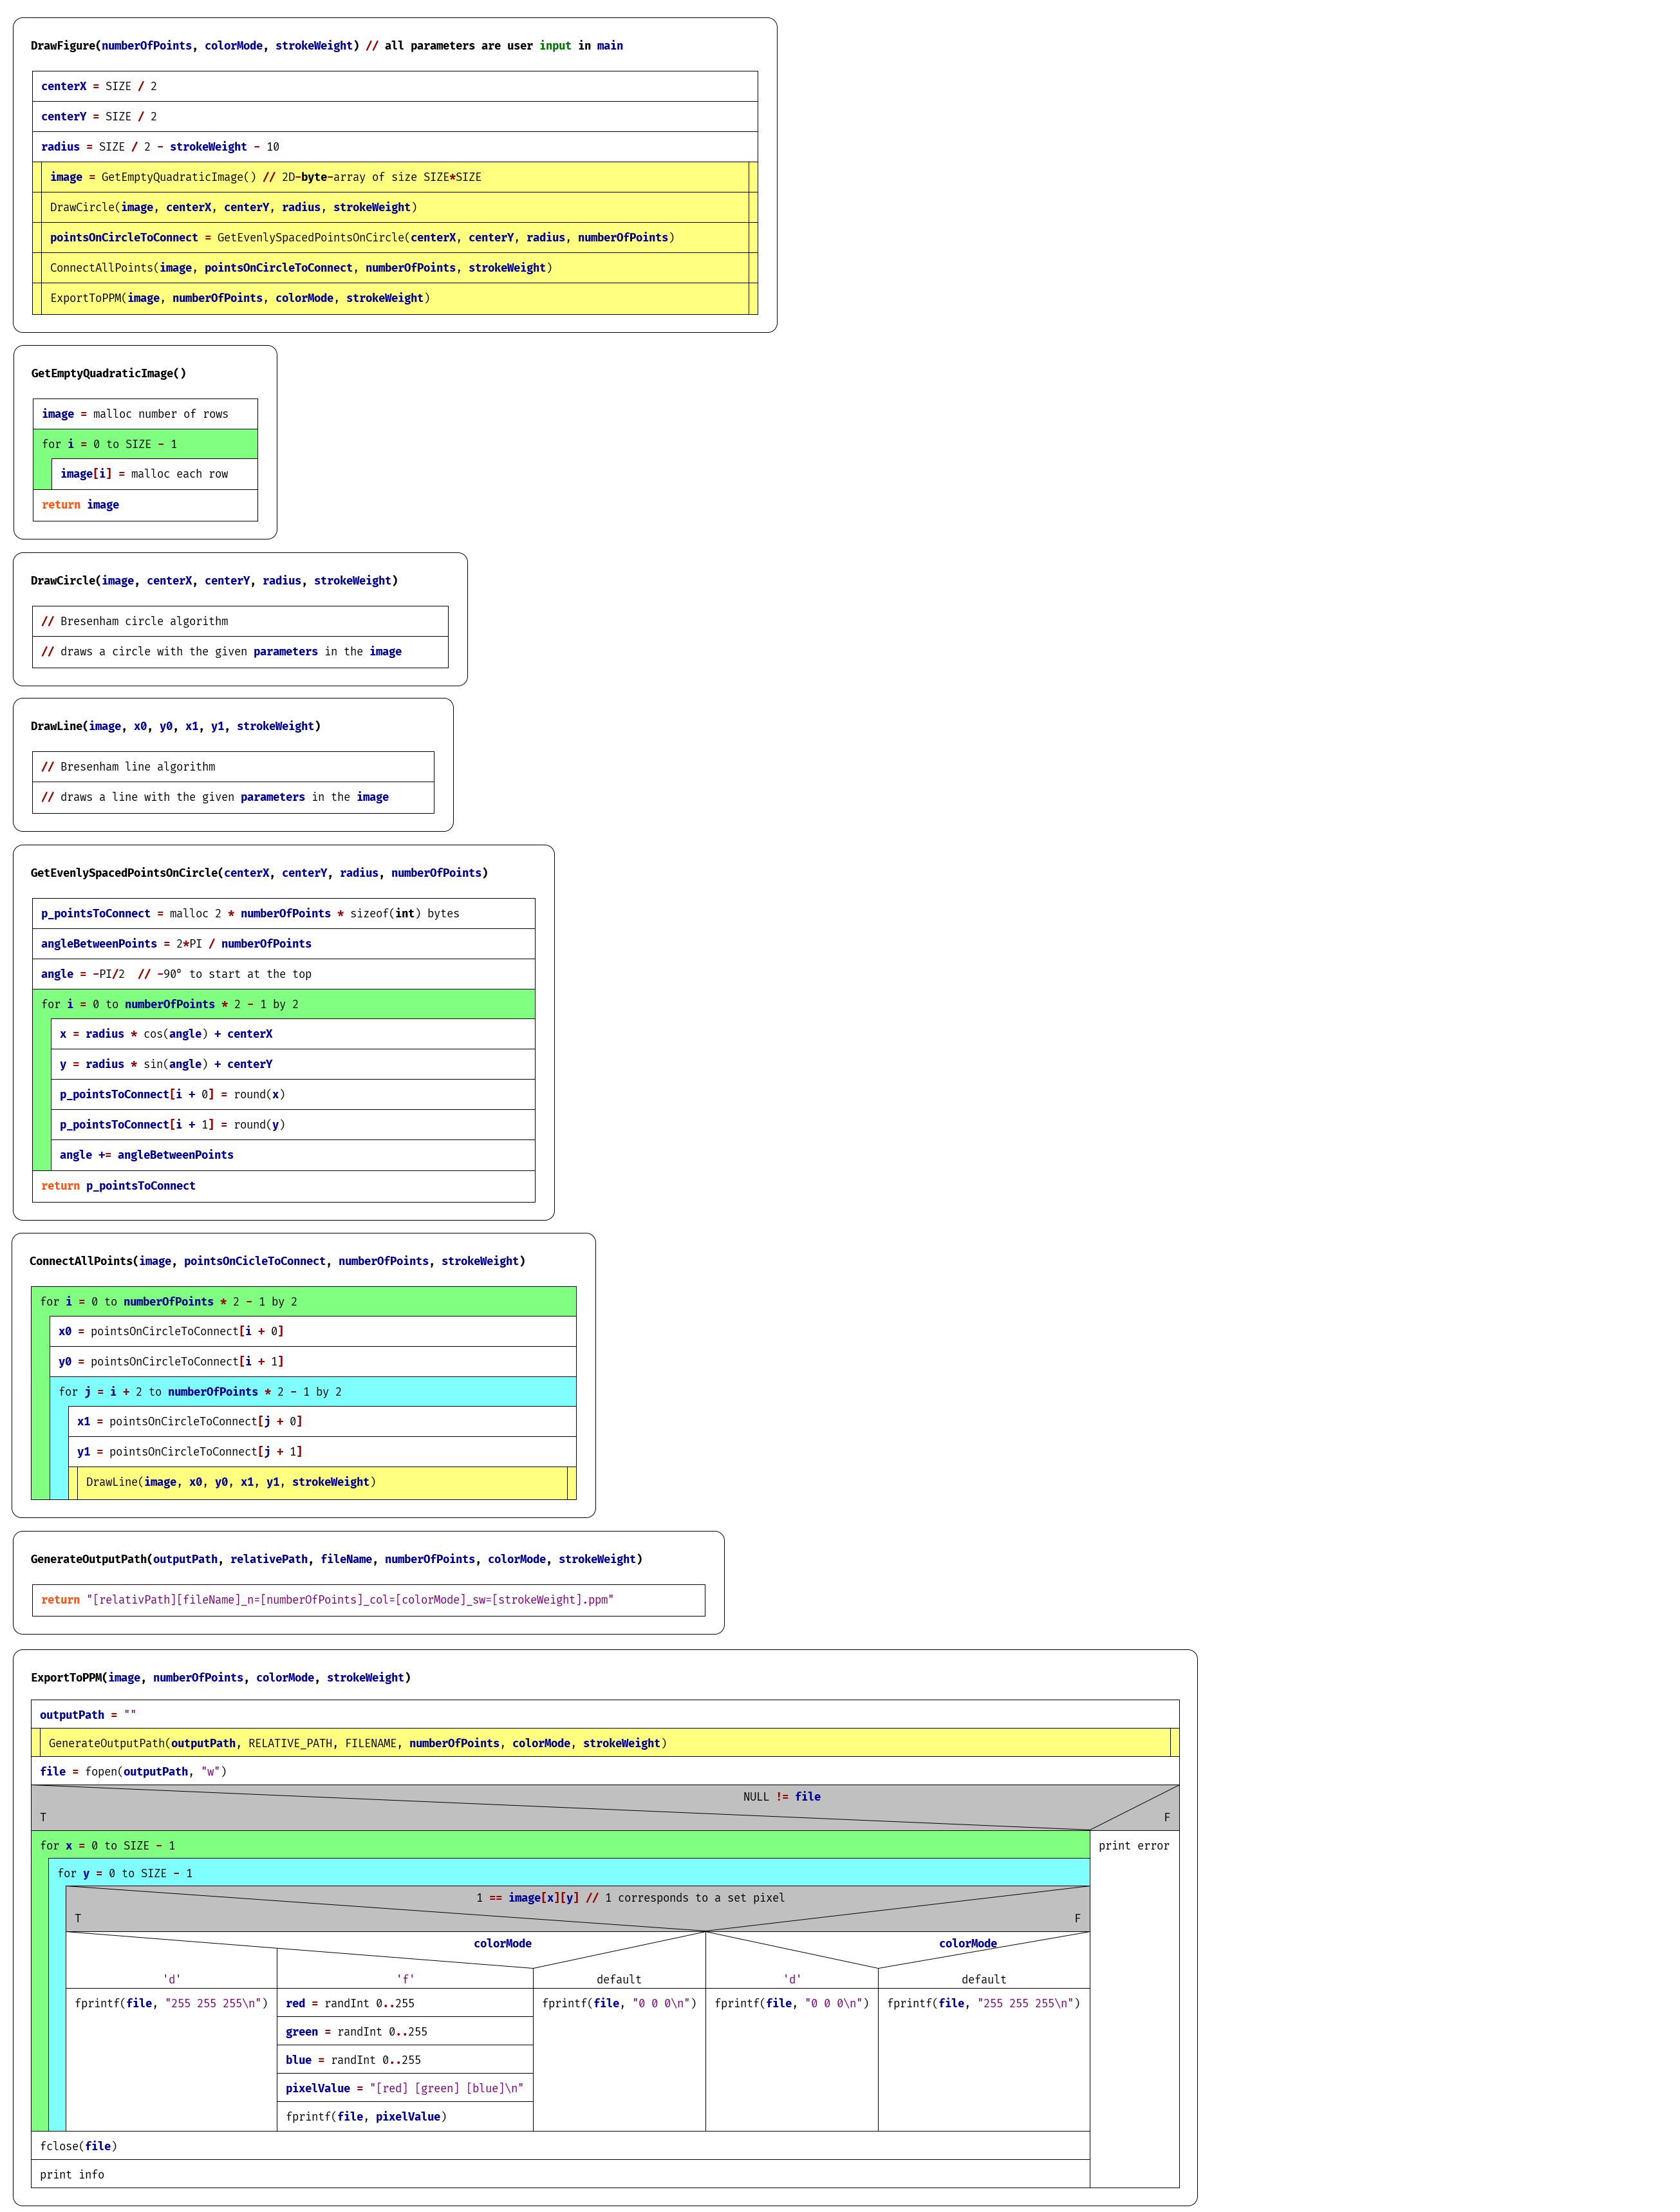 DrawFigure(numberOfPoints, colorMode, strokeWeight) // all parameters are user input in main
centerX = SIZE / 2
centerY = SIZE / 2
radius = SIZE / 2 - strokeWeight - 10
image = GetEmptyQuadraticImage() // 2D-byte-array of size SIZE*SIZE
DrawCircle(image, centerX, centerY, radius, strokeWeight)
pointsOnCircleToConnect = GetEvenlySpacedPointsOnCircle(centerX, centerY, radius, numberOfPoints)
ConnectAllPoints(image, pointsOnCircleToConnect, numberOfPoints, strokeWeight)
ExportToPPM(image, numberOfPoints, colorMode, strokeWeight)
GetEmptyQuadraticImage()
image = malloc number of rows
for i = 0 to SIZE - 1
image[i] = malloc each row
return image
DrawCircle(image, centerX, centerY, radius, strokeWeight)
// Bresenham circle algorithm
// draws a circle with the given parameters in the image
DrawLine(image, x0, y0, x1, y1, strokeWeight)
// Bresenham line algorithm
// draws a line with the given parameters in the image
GetEvenlySpacedPointsOnCircle(centerX, centerY, radius, numberOfPoints)
p_pointsToConnect = malloc 2 * numberOfPoints * sizeof(int) bytes
angleBetweenPoints = 2*PI / numberOfPoints
angle = -PI/2  // -90° to start at the top
for i = 0 to numberOfPoints * 2 - 1 by 2
x = radius * cos(angle) + centerX
y = radius * sin(angle) + centerY
p_pointsToConnect[i + 0] = round(x)
p_pointsToConnect[i + 1] = round(y)
angle += angleBetweenPoints
return p_pointsToConnect
ConnectAllPoints(image, pointsOnCicleToConnect, numberOfPoints, strokeWeight)
for i = 0 to numberOfPoints * 2 - 1 by 2
x0 = pointsOnCircleToConnect[i + 0]
y0 = pointsOnCircleToConnect[i + 1]
for j = i + 2 to numberOfPoints * 2 - 1 by 2
x1 = pointsOnCircleToConnect[j + 0]
y1 = pointsOnCircleToConnect[j + 1]
DrawLine(image, x0, y0, x1, y1, strokeWeight)
GenerateOutputPath(outputPath, relativePath, fileName, numberOfPoints, colorMode, strokeWeight)
return "[relativPath][fileName]_n=[numberOfPoints]_col=[colorMode]_sw=[strokeWeight].ppm"
ExportToPPM(image, numberOfPoints, colorMode, strokeWeight)
outputPath = ""
GenerateOutputPath(outputPath, RELATIVE_PATH, FILENAME, numberOfPoints, colorMode, strokeWeight)
file = fopen(outputPath, "w")
NULL != file
T F
for x = 0 to SIZE - 1 print error
for y = 0 to SIZE - 1
1 == image[x][y] // 1 corresponds to a set pixel
T F
colorMode colorMode
'd' 'f' default 'd' default
fprintf(file, "255 255 255\n") red = randInt 0..255 fprintf(file, "0 0 0\n") fprintf(file, "0 0 0\n") fprintf(file, "255 255 255\n")
green = randInt 0..255
blue = randInt 0..255
pixelValue = "[red] [green] [blue]\n"
fprintf(file, pixelValue)
fclose(file)
print info